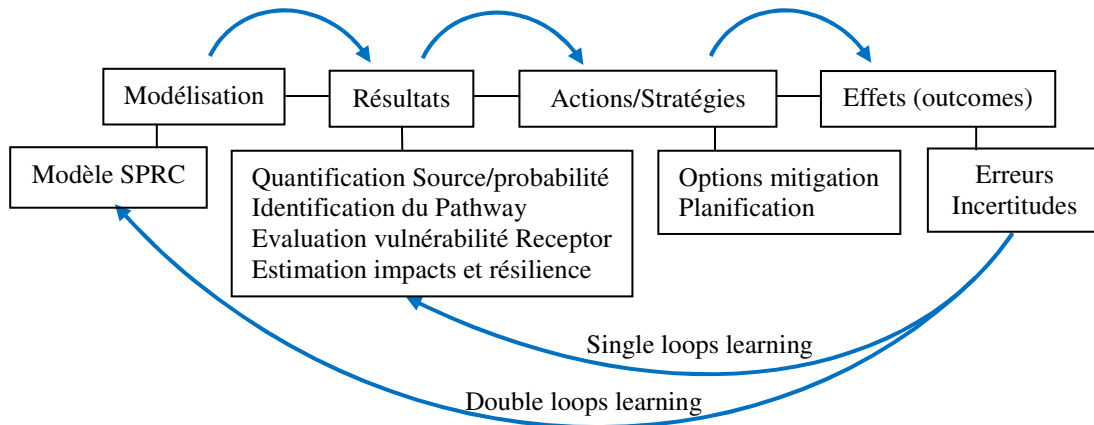 Modélisation
Résultats
Actions/Stratégies
Effets (outcomes)
Modèle SPRC
Quantification Source/probabilité
Identification du Pathway
Evaluation vulnérabilité Receptor
Estimation impacts et résilience
Options mitigation
Planification
Erreurs
Incertitudes
Single loops learning
Double loops learning